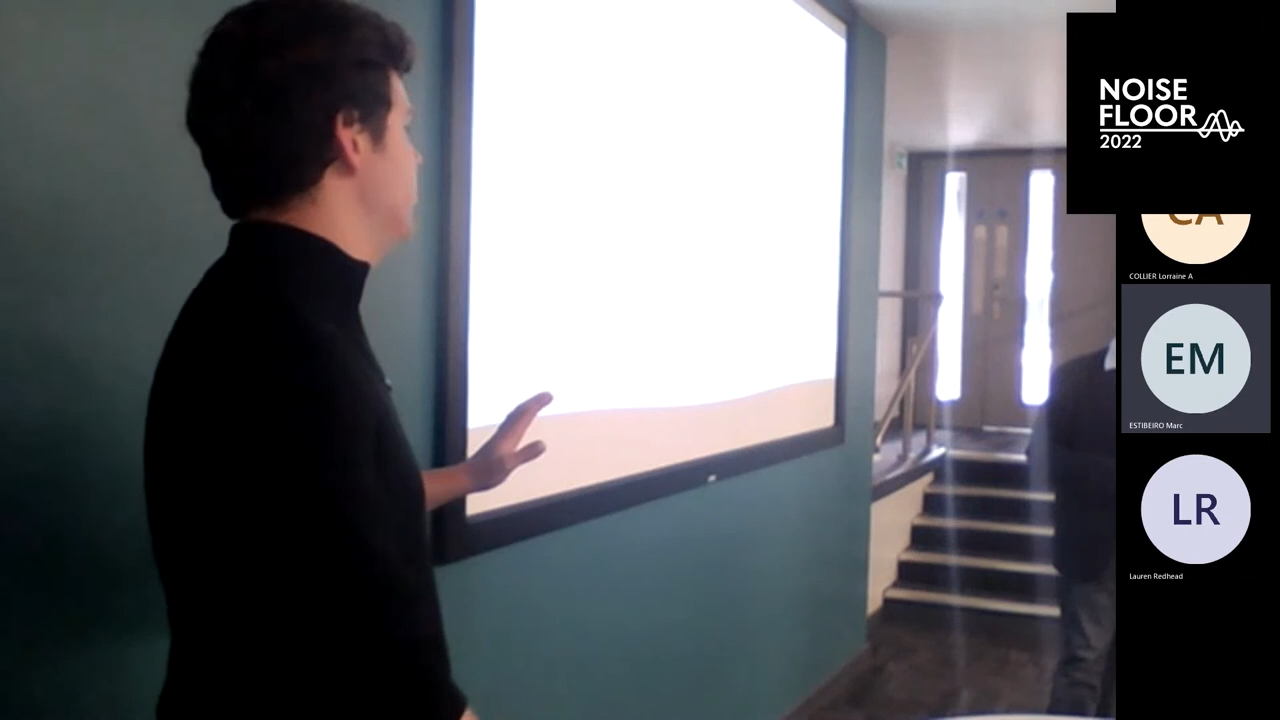 NOISE
FLOOR
2022
CA
COLLIER Lorraine A
EM
ESTIBEIRO Marc
LR
Lauren Redhead